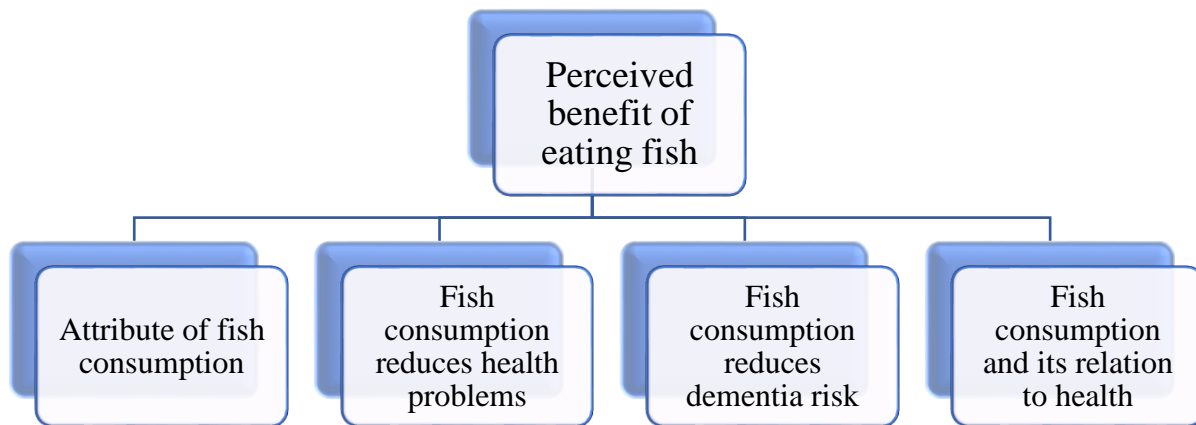 Perceived
benefit of
eating fish
Attribute of fish
consumption
Fish
consumption
reduces health
problems
Fish
consumption
reduces
dementia risk
Fish
consumption
and its relation
to health